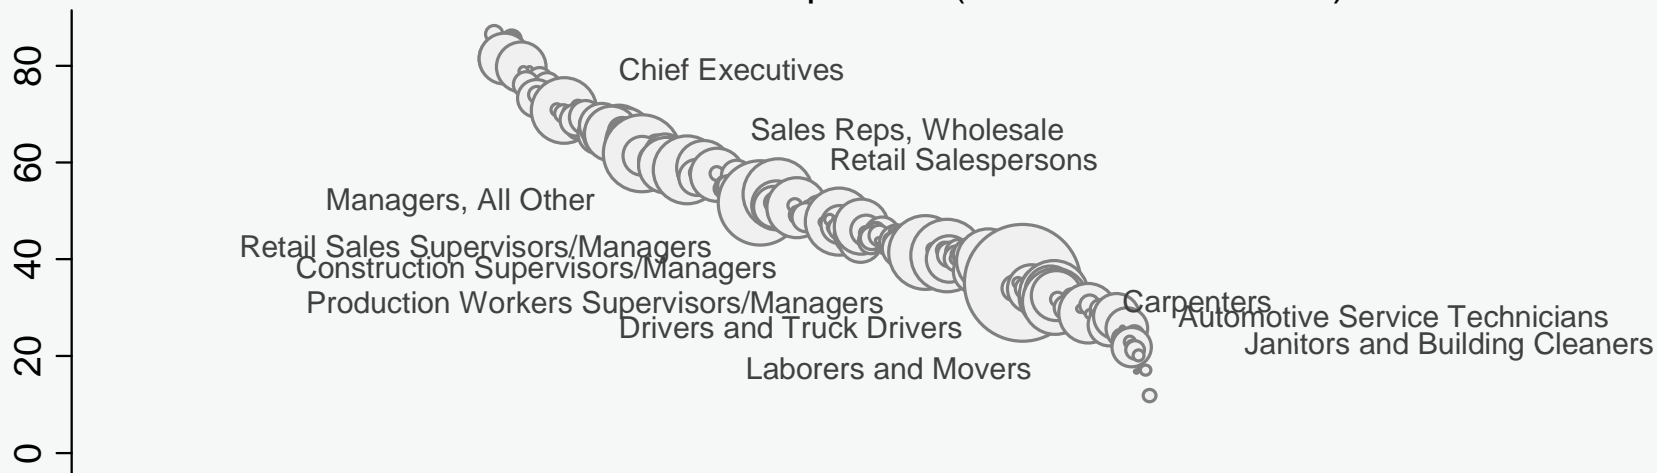 80
Chief Executives
Sales Reps, Wholesale
60
Retail Salespersons
Managers, All Other
Retail Sales Supervisors/Managers
40
Construction Supervisors/Managers
Production Workers Supervisors/Managers
Carpenters
Automotive Service Technicians
Drivers and Truck Drivers
Janitors and Building Cleaners
20
Laborers and Movers
0